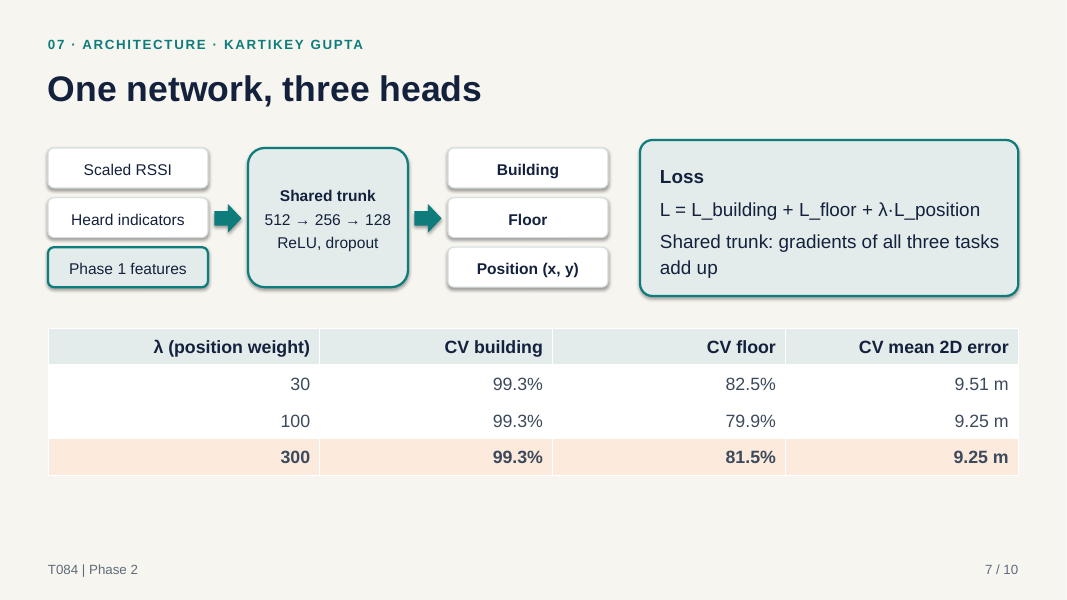 07 · ARCHITECTURE · KARTIKEY GUPTA
One network, three heads
Scaled RSSI
Heard indicators
Phase 1 features
Shared trunk
512 → 256 → 128
ReLU, dropout
Building
Floor
Position (x, y)
Loss
L = L_building + L_floor + λ·L_position
Shared trunk: gradients of all three tasks
add up
λ (position weight) CV building CV floor CV mean 2D error
30 99.3% 82.5% 9.51 m
100 99.3% 79.9% 9.25 m
300 99.3% 81.5% 9.25 m
T084 | Phase 2
7 / 10